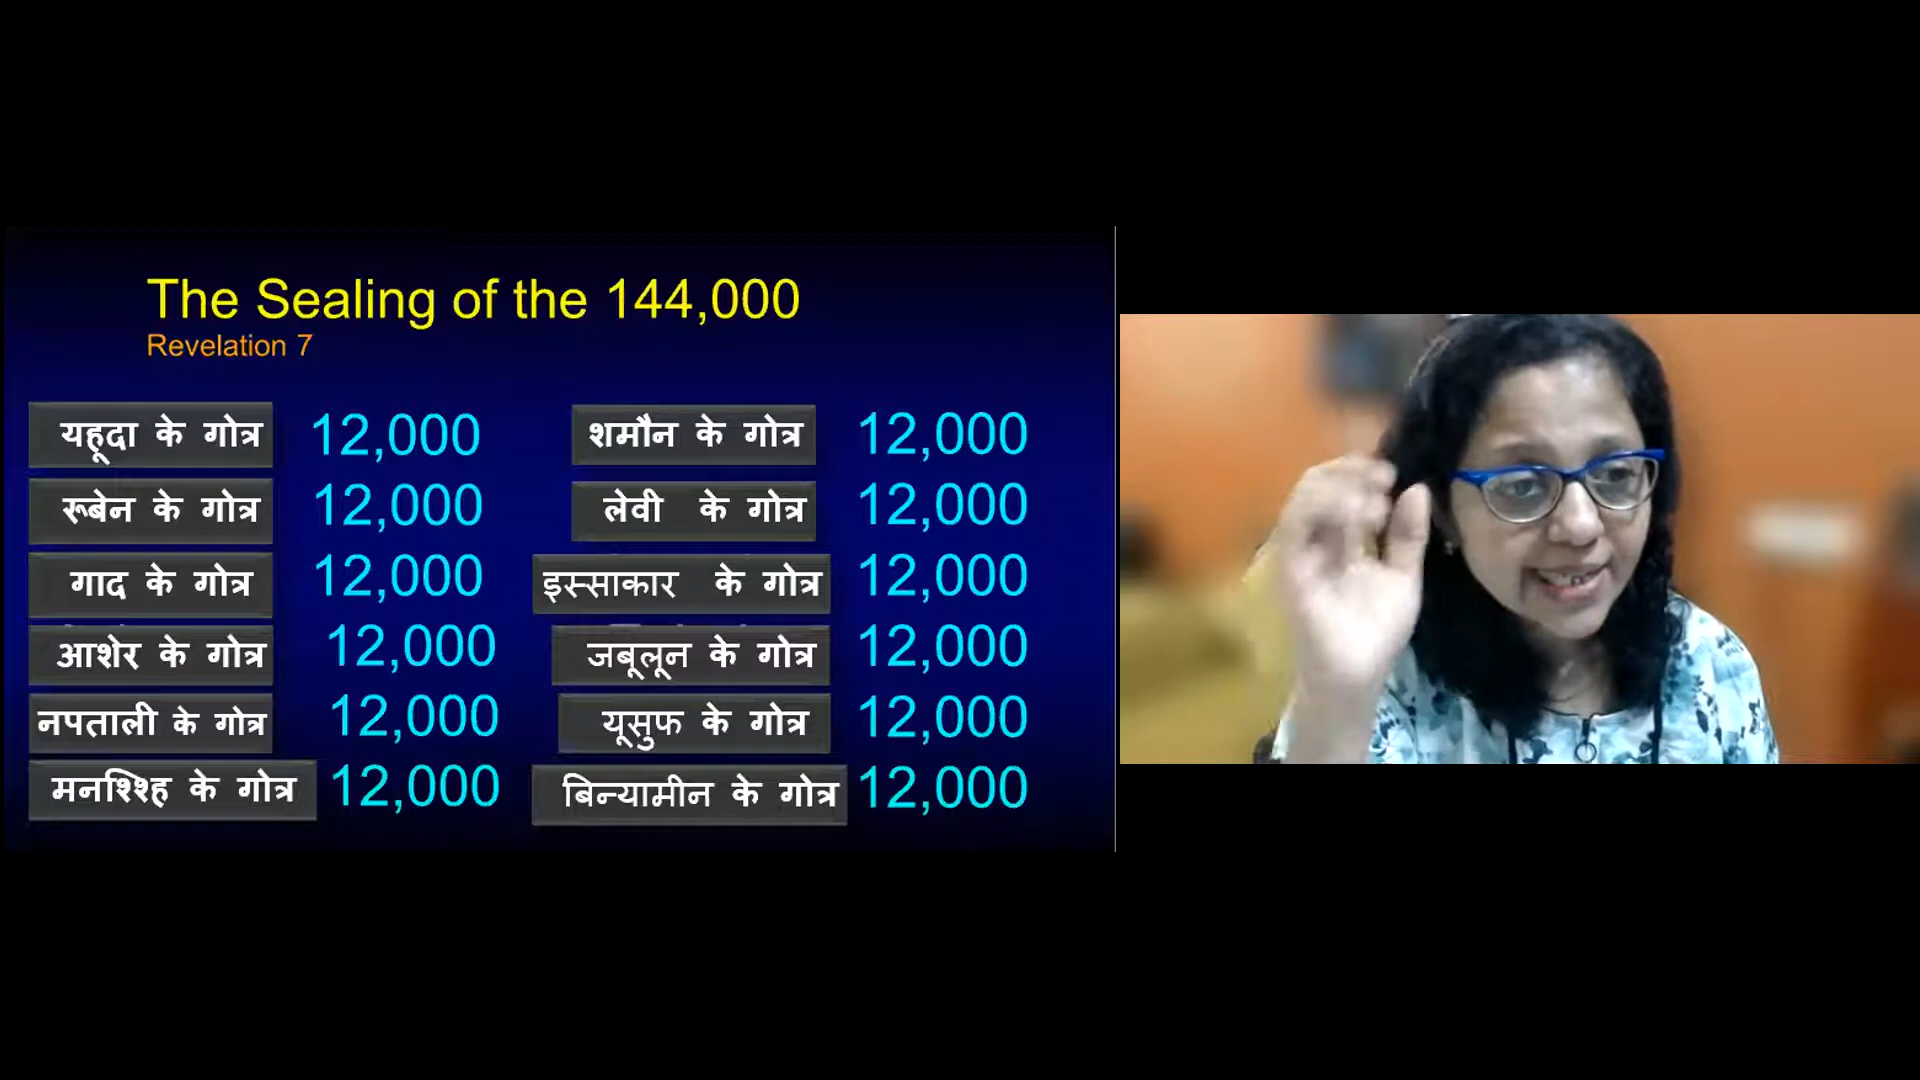 The Sealing of the 144,000
Revelation 7
यहूदा के गोत्र 12,000
रूबेन के गोत्र 12,000
गाद के गोत्र 12,000
आशेर के गोत्र 12,000
नपताली के गोत्र 12,000
मनश्शिह के गोत्र 12,000
शमौन के गोत्र 12,000
लेवी के गोत्र 12,000
इस्साकार के गोत्र 12,000
जबूलून के गोत्र 12,000
यूसुफ के गोत्र 12,000
बिन्यामीन के गोत्र 12,000